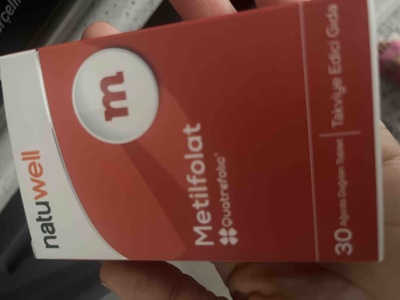 natuwell
m
Metilfolat
Quatrefolic®
30 Ağızda Dağılan Tablet | Takviye Edici Gıda